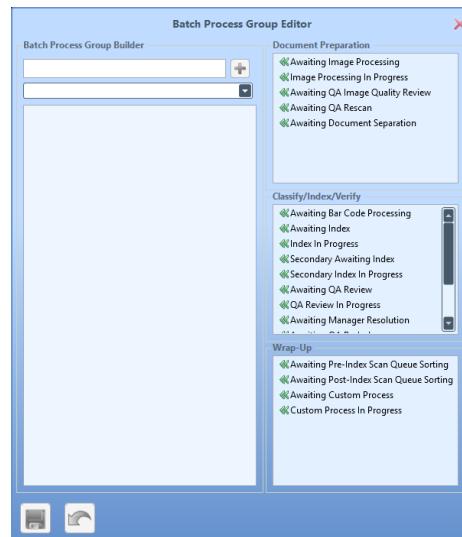 Batch Process Group Editor
Batch Process Group Builder
Document Preparation
Awaiting Image Processing
Image Processing In Progress
Awaiting QA Image Quality Review
Awaiting QA Rescan
Awaiting Document Separation
Classify/Index/Verify
Awaiting Bar Code Processing
Awaiting Index
Index In Progress
Secondary Awaiting Index
Secondary Index In Progress
Awaiting QA Review
QA Review In Progress
Awaiting Manager Resolution
Wrap-Up
Awaiting Pre-Index Scan Queue Sorting
Awaiting Post-Index Scan Queue Sorting
Awaiting Custom Process
Custom Process In Progress